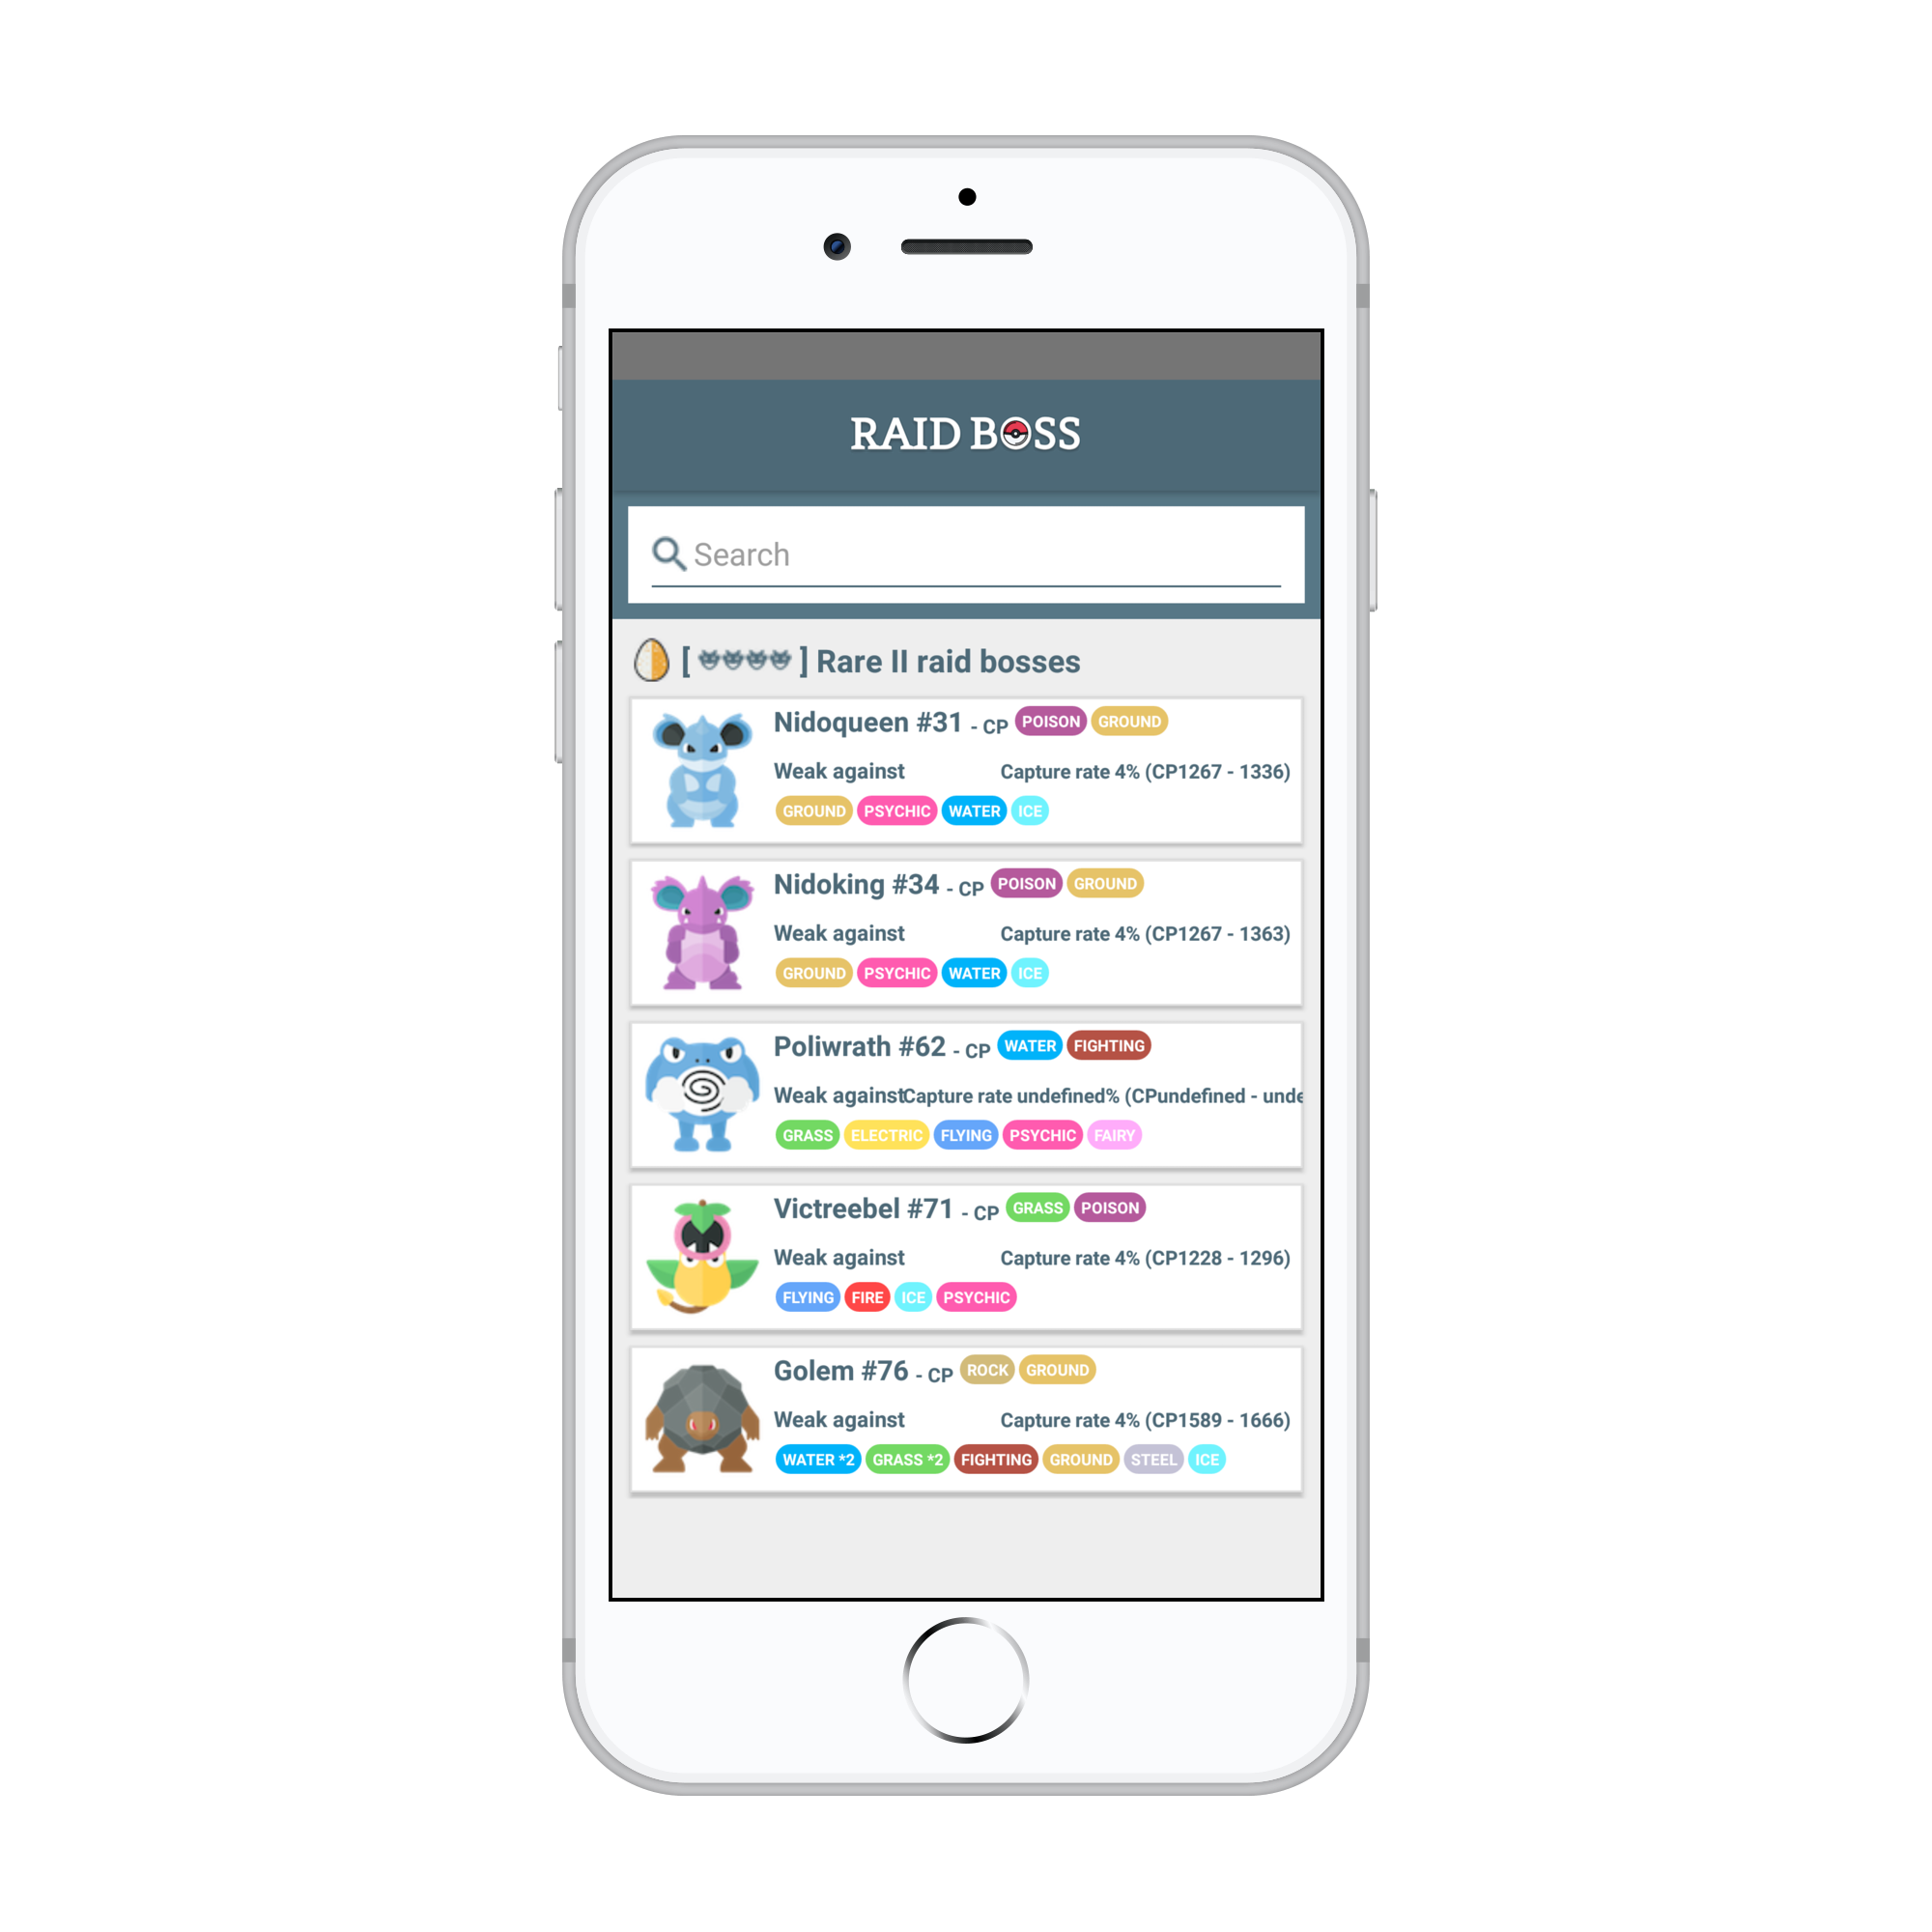 RAID BOSS
Search
[ ] Rare II raid bosses
Nidoqueen #31 - CP POISON GROUND
Weak against Capture rate 4% (CP1267 - 1336)
GROUND PSYCHIC WATER ICE
Nidoking #34 - CP POISON GROUND
Weak against Capture rate 4% (CP1267 - 1363)
GROUND PSYCHIC WATER ICE
Poliwrath #62 - CP WATER FIGHTING
Weak against Capture rate undefined% (CPundefined - unde
GRASS ELECTRIC FLYING PSYCHIC FAIRY
Victreebel #71 - CP GRASS POISON
Weak against Capture rate 4% (CP1228 - 1296)
FLYING FIRE ICE PSYCHIC
Golem #76 - CP ROCK GROUND
Weak against Capture rate 4% (CP1589 - 1666)
WATER *2 GRASS *2 FIGHTING GROUND STEEL ICE